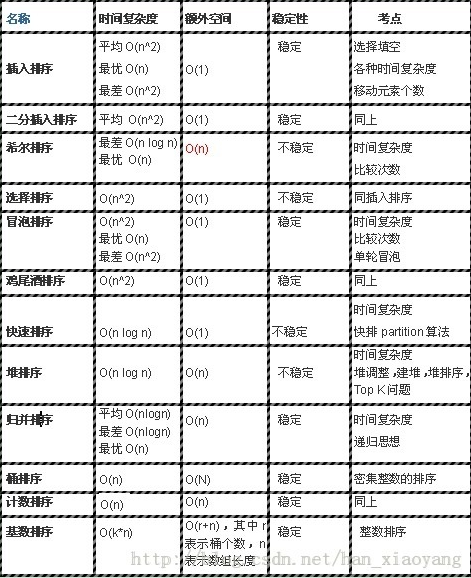 名称 时间复杂度 额外空间 稳定性 考点
插入排序 平均 O(n^2) 最优 O(n) 最差 O(n^2) O(1) 稳定 选择填空 各种时间复杂度 移动元素个数
二分插入排序 平均 O(n^2) O(1) 稳定 同上
希尔排序 最差 O(n log n) 最优 O(n) O(n) 不稳定 时间复杂度 比较次数
选择排序 O(n^2) O(1) 不稳定 同插入排序
冒泡排序 O(n^2) 最优 O(n) 最差 O(n^2) O(1) 稳定 时间复杂度 比较次数 单轮冒泡
鸡尾酒排序 O(n^2) O(1) 稳定 同上
快速排序 O(n log n) O(1) 不稳定 时间复杂度 快排 partition 算法
堆排序 O(n log n) O(n) 不稳定 时间复杂度 堆调整,建堆,堆排序, Top K 问题
归并排序 平均 O(nlogn) 最差 O(nlogn) 最优 O(n) O(n) 稳定 时间复杂度 递归思想
桶排序 O(n) O(N) 稳定 密集整数的排序
计数排序 O(n) O(n) 稳定 同上
基数排序 O(k*n) O(r+n),其中 r 表示桶个数,n 表示数组长度 稳定 整数排序
csdn.net/han_xiaoyang